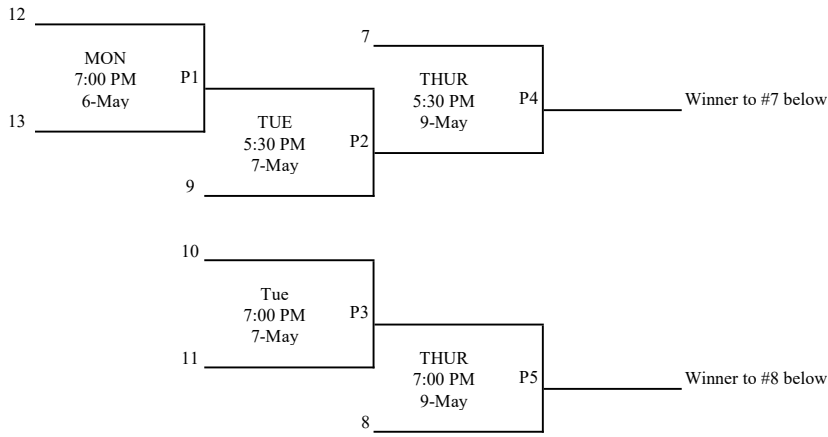 12
MON
7:00 PM
6-May
P1
13
TUE
5:30 PM
7-May
P2
9
7
THUR
5:30 PM
9-May
P4
Winner to #7 below
10
Tue
7:00 PM
7-May
P3
11
THUR
7:00 PM
9-May
P5
8
Winner to #8 below